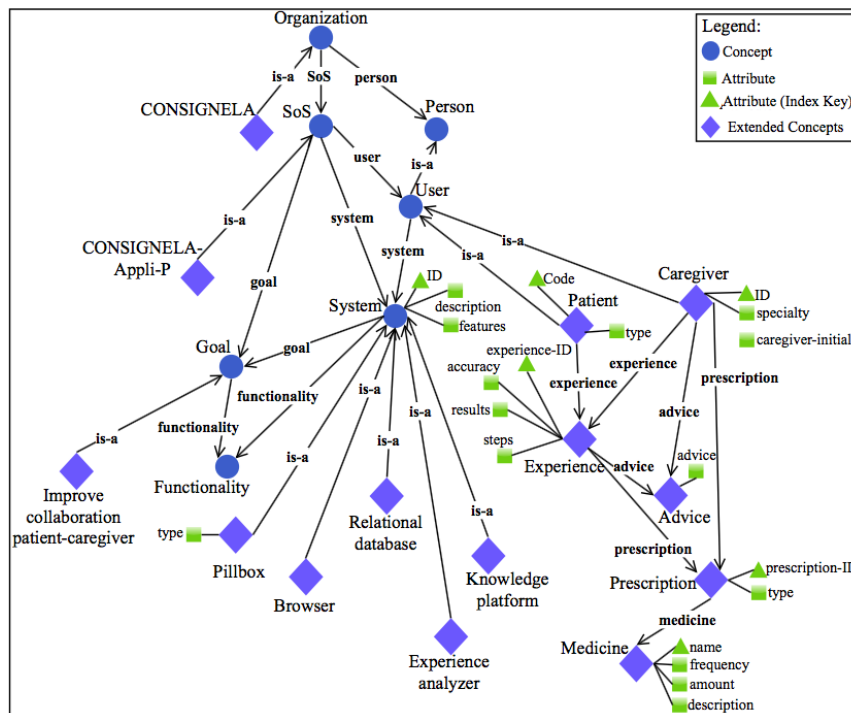 Organization
Legend:
Concept
Attribute
Attribute (Index Key)
Extended Concepts
is-a
SoS
person
CONSIGNELA
SoS
Person
user
is-a
User
is-a
system
system
is-a
is-a
CONSIGNELA-
Appli-P
goal
ID
Code
Caregiver
System
description
Patient
ID
features
type
specialty
caregiver-initial
Goal
goal
experience-ID
accuracy
experience
experience
prescription
functionality
is-a
results
advice
functionality
is-a
is-a
steps
advice
is-a
Experience
advice
Improve
collaboration
patient-caregiver
Functionality
is-a
Advice
type
Relational
database
prescription
Pillbox
Knowledge
platform
Prescription
prescription-ID
type
Browser
medicine
Experience
analyzer
Medicine
name
frequency
amount
description